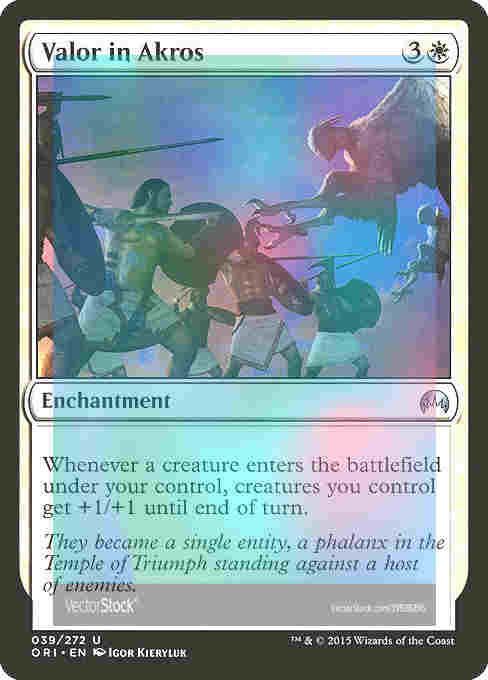 Valor in Akros 3
Enchantment
Whenever a creature enters the battlefield
under your control, creatures you control
get +1/+1 until end of turn.
They became a single entity, a phalanx in the
Temple of Triumph standing against a host
of enemies.
VectorStock®
039/272 U
ORI • EN Igor Kieryluk
™ & © 2015 Wizards of the Coast